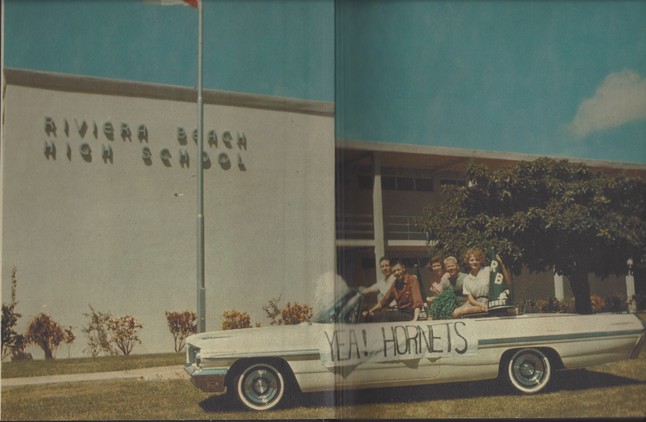 RIVIERA BEACH
HIGH SCHOOL
YEA! HORNETS